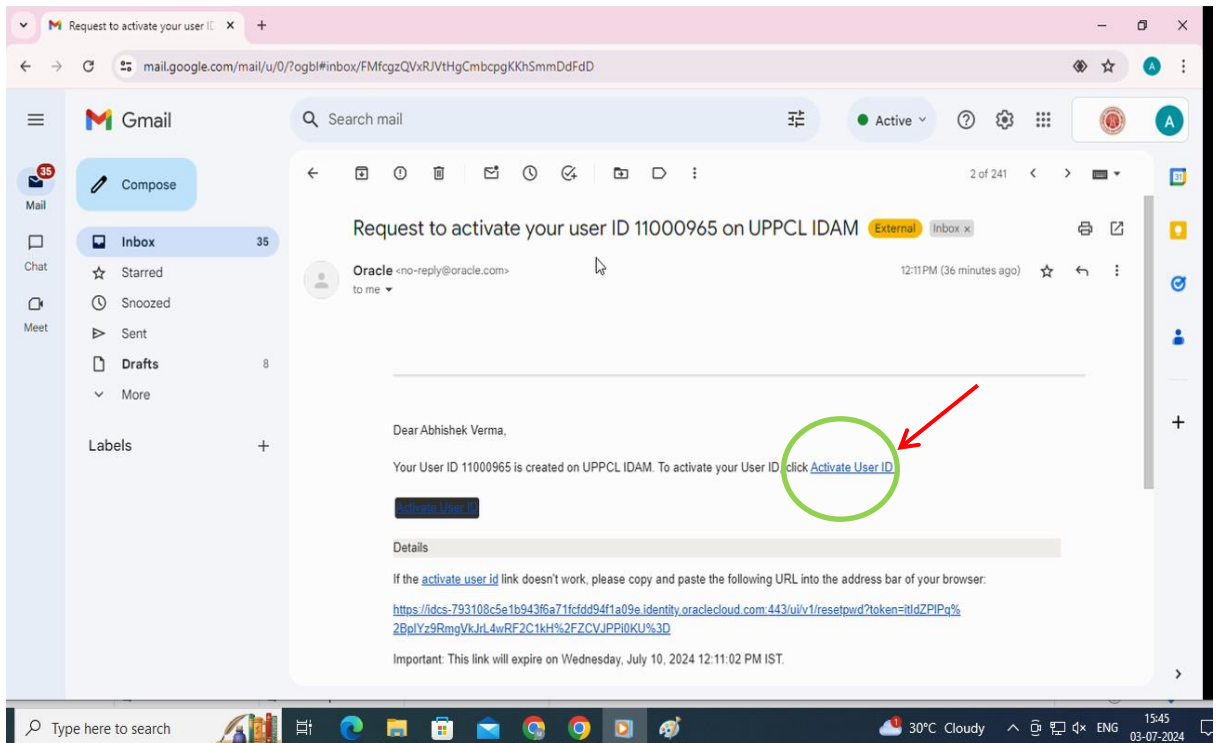 Request to activate your user ID
mail.google.com/mail/u/0/?ogbl#inbox/FMfcgzQVxRJVtHgCmbcpgKKhSmmDdFdD
A
Gmail
Search mail
Active
A
35
Mail
Compose
2 of 241
31
Chat
Meet
Inbox 35
Starred
Snoozed
Sent
Drafts 8
More
Labels
Request to activate your user ID 11000965 on UPPCL IDAM External Inbox x
Oracle <no-reply@oracle.com> 12:11 PM (36 minutes ago)
to me
Dear Abhishek Verma,
Your User ID 11000965 is created on UPPCL IDAM. To activate your User ID, click Activate User ID
Activate User ID
Details
If the activate user id link doesn't work, please copy and paste the following URL into the address bar of your browser:
https://idcs-793108c5e1b943f6a71fcfdd94f1a09e.identity.oraclecloud.com:443/ui/v1/resetpwd?token=itIdZPIPq%
2BpIYz9RmgVkJrL4wRF2C1kH%2FZCVJPPi0KU%3D
Important: This link will expire on Wednesday, July 10, 2024 12:11:02 PM IST.
Type here to search
30°C Cloudy
ENG
15:45
03-07-2024